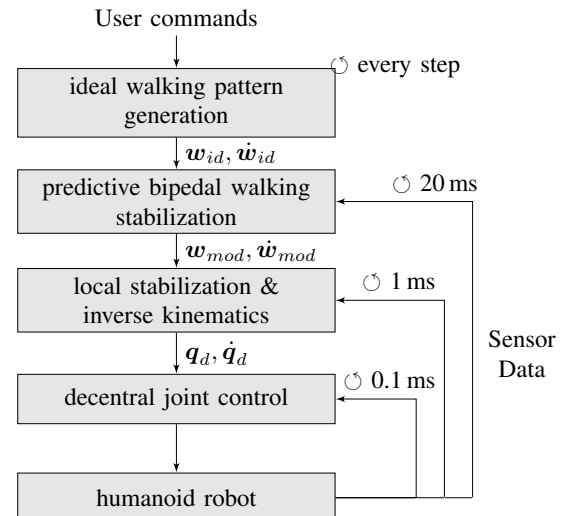 User commands
↺ every step
ideal walking pattern
generation
w_id, ẇ_id
↺ 20 ms
predictive bipedal walking
stabilization
w_mod, ẇ_mod
↺ 1 ms
local stabilization &
inverse kinematics
Sensor
Data
q_d, q̇_d
↺ 0.1 ms
decentral joint control
humanoid robot